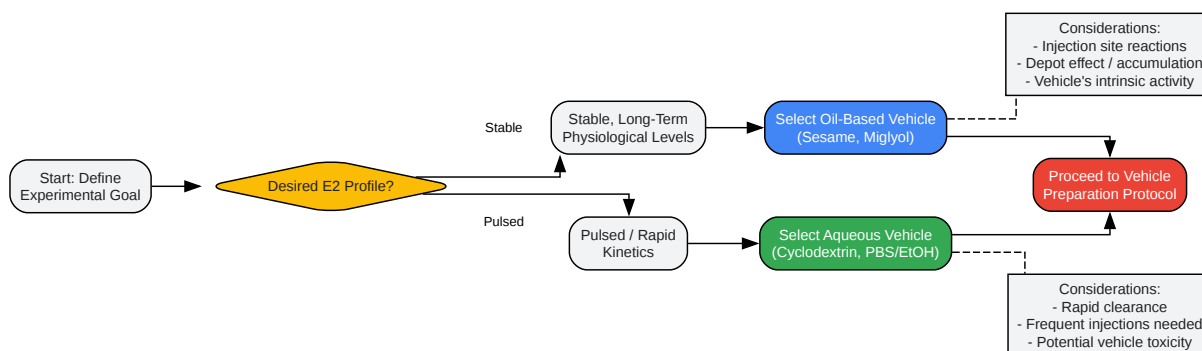 Considerations:
- Injection site reactions
- Depot effect / accumulation
- Vehicle's intrinsic activity
Stable
Stable, Long-Term
Physiological Levels
Select Oil-Based Vehicle
(Sesame, Miglyol)
Start: Define
Experimental Goal
Desired E2 Profile?
Proceed to Vehicle
Preparation Protocol
Pulsed
Pulsed / Rapid
Kinetics
Select Aqueous Vehicle
(Cyclodextrin, PBS/EtOH)
Considerations:
- Rapid clearance
- Frequent injections needed
- Potential vehicle toxicity